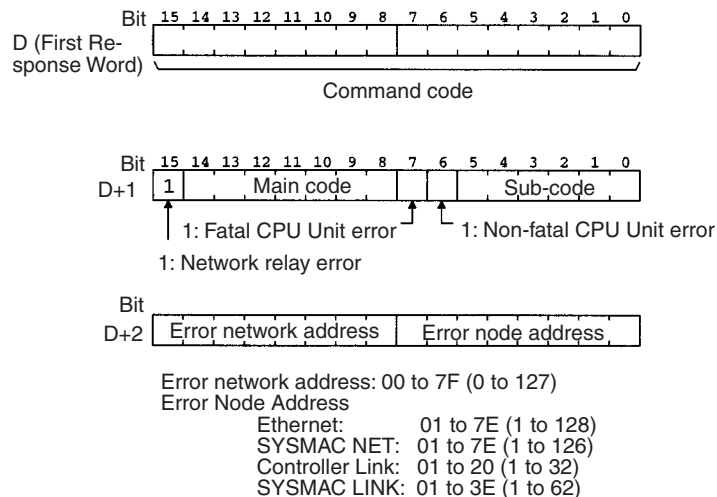 Bit 15 14 13 12 11 10 9 8 7 6 5 4 3 2 1 0
D (First Re-
sponse Word)
Command code
Bit 15 14 13 12 11 10 9 8 7 6 5 4 3 2 1 0
D+1 1 Main code Sub-code
1: Fatal CPU Unit error 1: Non-fatal CPU Unit error
1: Network relay error
Bit
D+2 Error network address Error node address
Error network address: 00 to 7F (0 to 127)
Error Node Address
Ethernet: 01 to 7E (1 to 128)
SYSMAC NET: 01 to 7E (1 to 126)
Controller Link: 01 to 20 (1 to 32)
SYSMAC LINK: 01 to 3E (1 to 62)